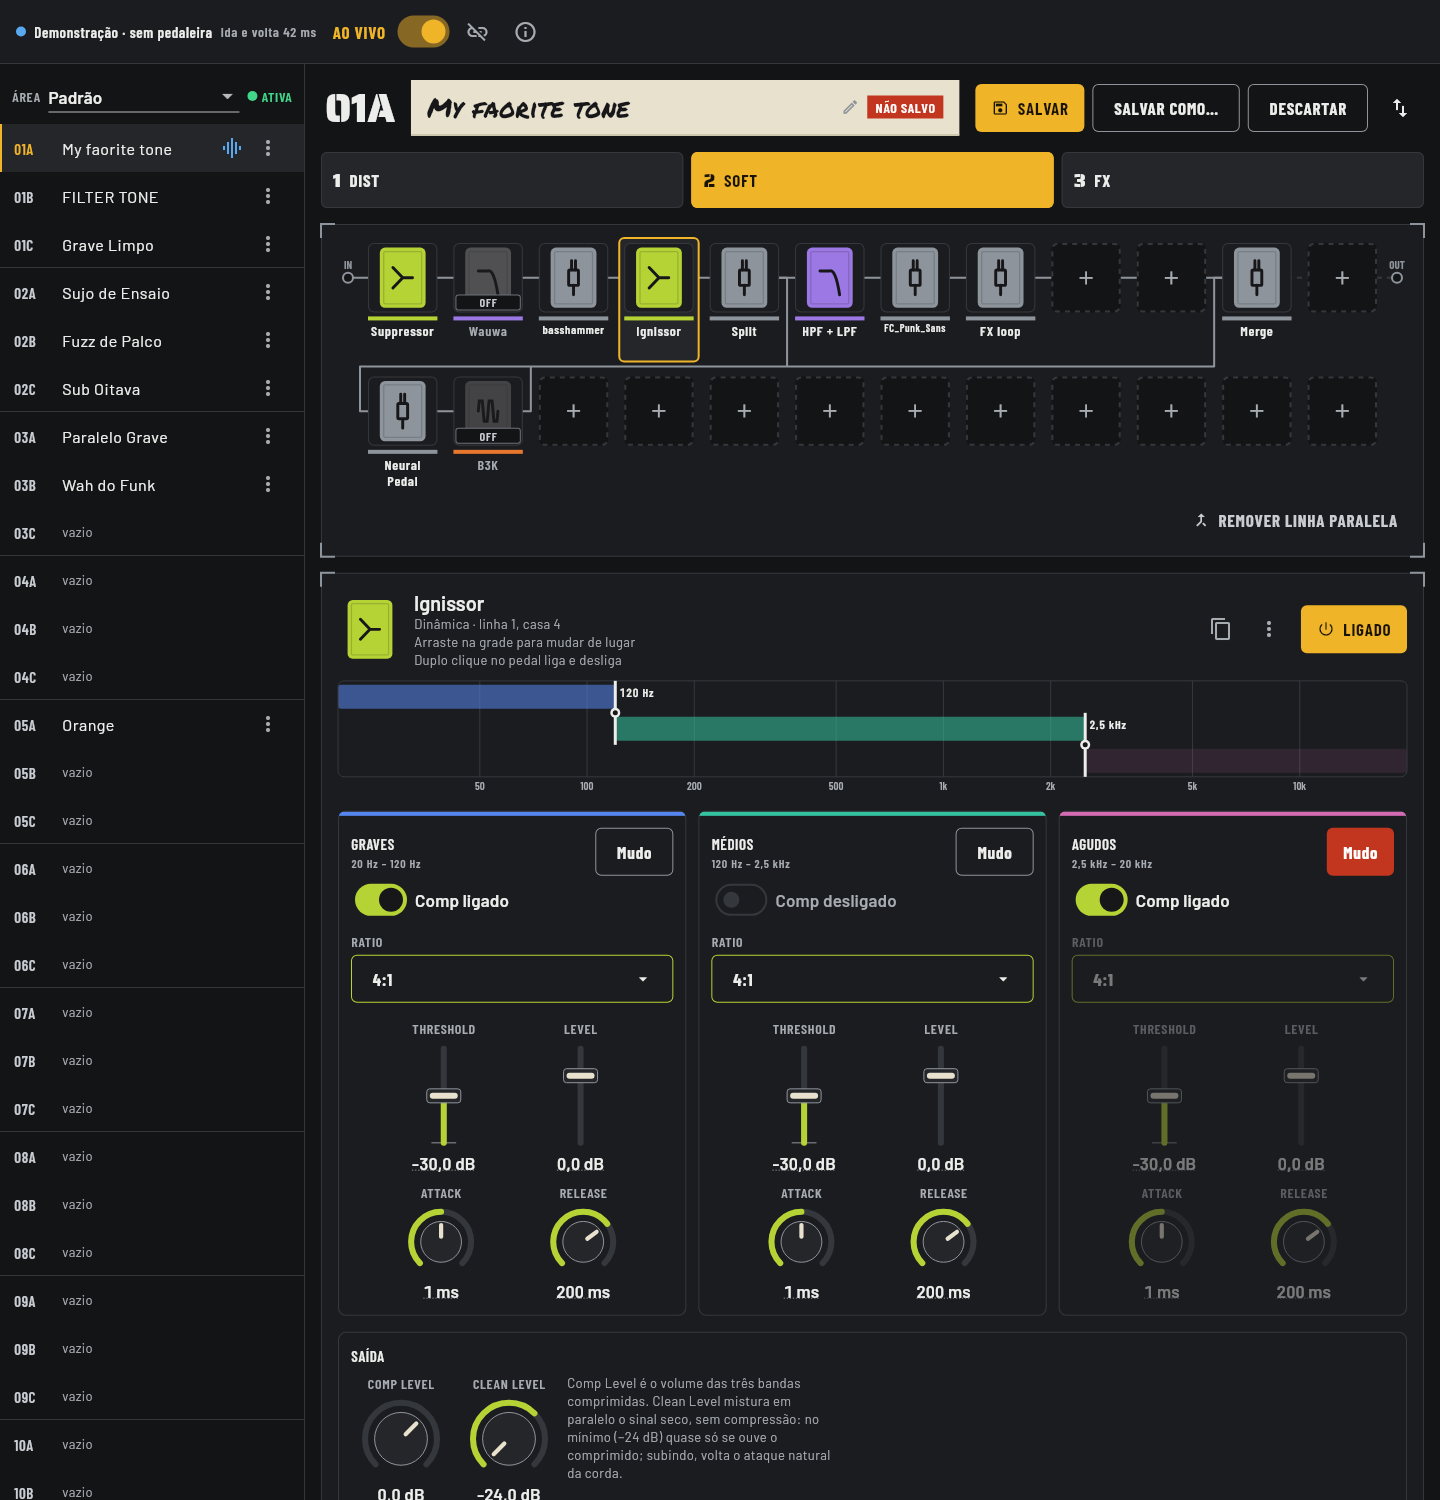 Demonstração · sem pedaleira Ida e volta 42 ms AO VIVO
ÁREA Padrão ATIVA
01A My faorite tone
01B FILTER TONE
01C Grave Limpo
02A Sujo de Ensaio
02B Fuzz de Palco
02C Sub Oitava
03A Paralelo Grave
03B Wah do Funk
03C vazio
04A vazio
04B vazio
04C vazio
05A Orange
05B vazio
05C vazio
06A vazio
06B vazio
06C vazio
07A vazio
07B vazio
07C vazio
08A vazio
08B vazio
08C vazio
09A vazio
09B vazio
09C vazio
10A vazio
10B vazio
01A My faorite tone NÃO SALVO SALVAR SALVAR COMO... DESCARTAR
1 DIST 2 SOFT 3 FX
IN OUT
OFF
Suppressor Wauwa basshammer Ignissor Split HPF + LPF FC_Punk_Sans FX loop Merge
OFF
Neural Pedal B3K
REMOVER LINHA PARALELA
Ignissor
Dinâmica · linha 1, casa 4
Arraste na grade para mudar de lugar
Duplo clique no pedal liga e desliga
LIGADO
120 Hz
2,5 kHz
50 100 200 500 1k 2k 5k 10k
GRAVES
20 Hz – 120 Hz
Mudo
Comp ligado
RATIO
4:1
THRESHOLD LEVEL
-30,0 dB 0,0 dB
ATTACK RELEASE
1 ms 200 ms
MÉDIOS
120 Hz – 2,5 kHz
Mudo
Comp desligado
RATIO
4:1
THRESHOLD LEVEL
-30,0 dB 0,0 dB
ATTACK RELEASE
1 ms 200 ms
AGUDOS
2,5 kHz – 20 kHz
Mudo
Comp ligado
RATIO
4:1
THRESHOLD LEVEL
-30,0 dB 0,0 dB
ATTACK RELEASE
1 ms 200 ms
SAÍDA
COMP LEVEL CLEAN LEVEL
0,0 dB -24,0 dB
Comp Level é o volume das três bandas
comprimidas. Clean Level mistura em
paralelo o sinal seco, sem compressão: no
mínimo (−24 dB) quase só se ouve o
comprimido; subindo, volta o ataque natural
da corda.